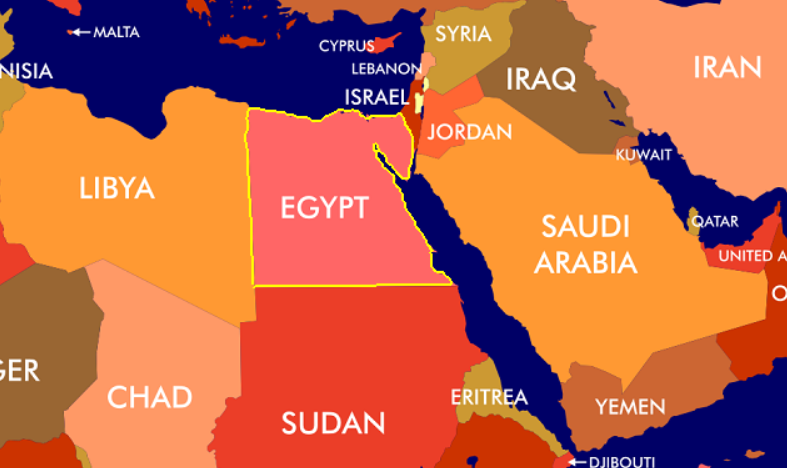 MALTA
SYRIA
CYPRUS
LEBANON
NISIA
IRAQ
IRAN
ISRAEL
JORDAN
KUWAIT
LIBYA
EGYPT
SAUDI
ARABIA
QATAR
UNITED A
O
GER
CHAD
ERITREA
YEMEN
SUDAN
DJIBOUTI